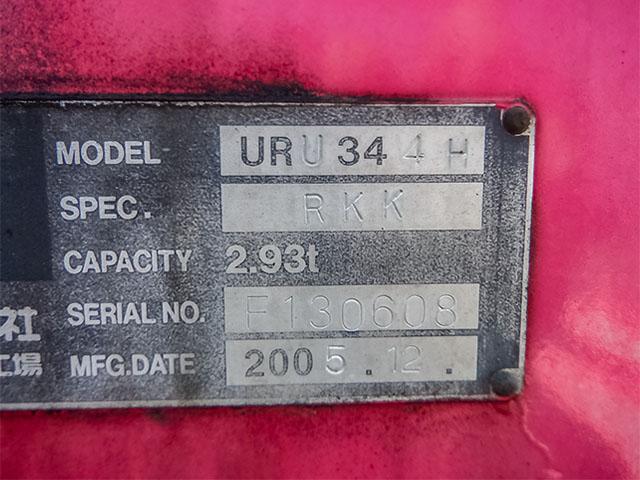 MODEL URU344H
SPEC. RKK
CAPACITY 2.93t
社 SERIAL NO. F130608
工場 MFG.DATE 2005.12.